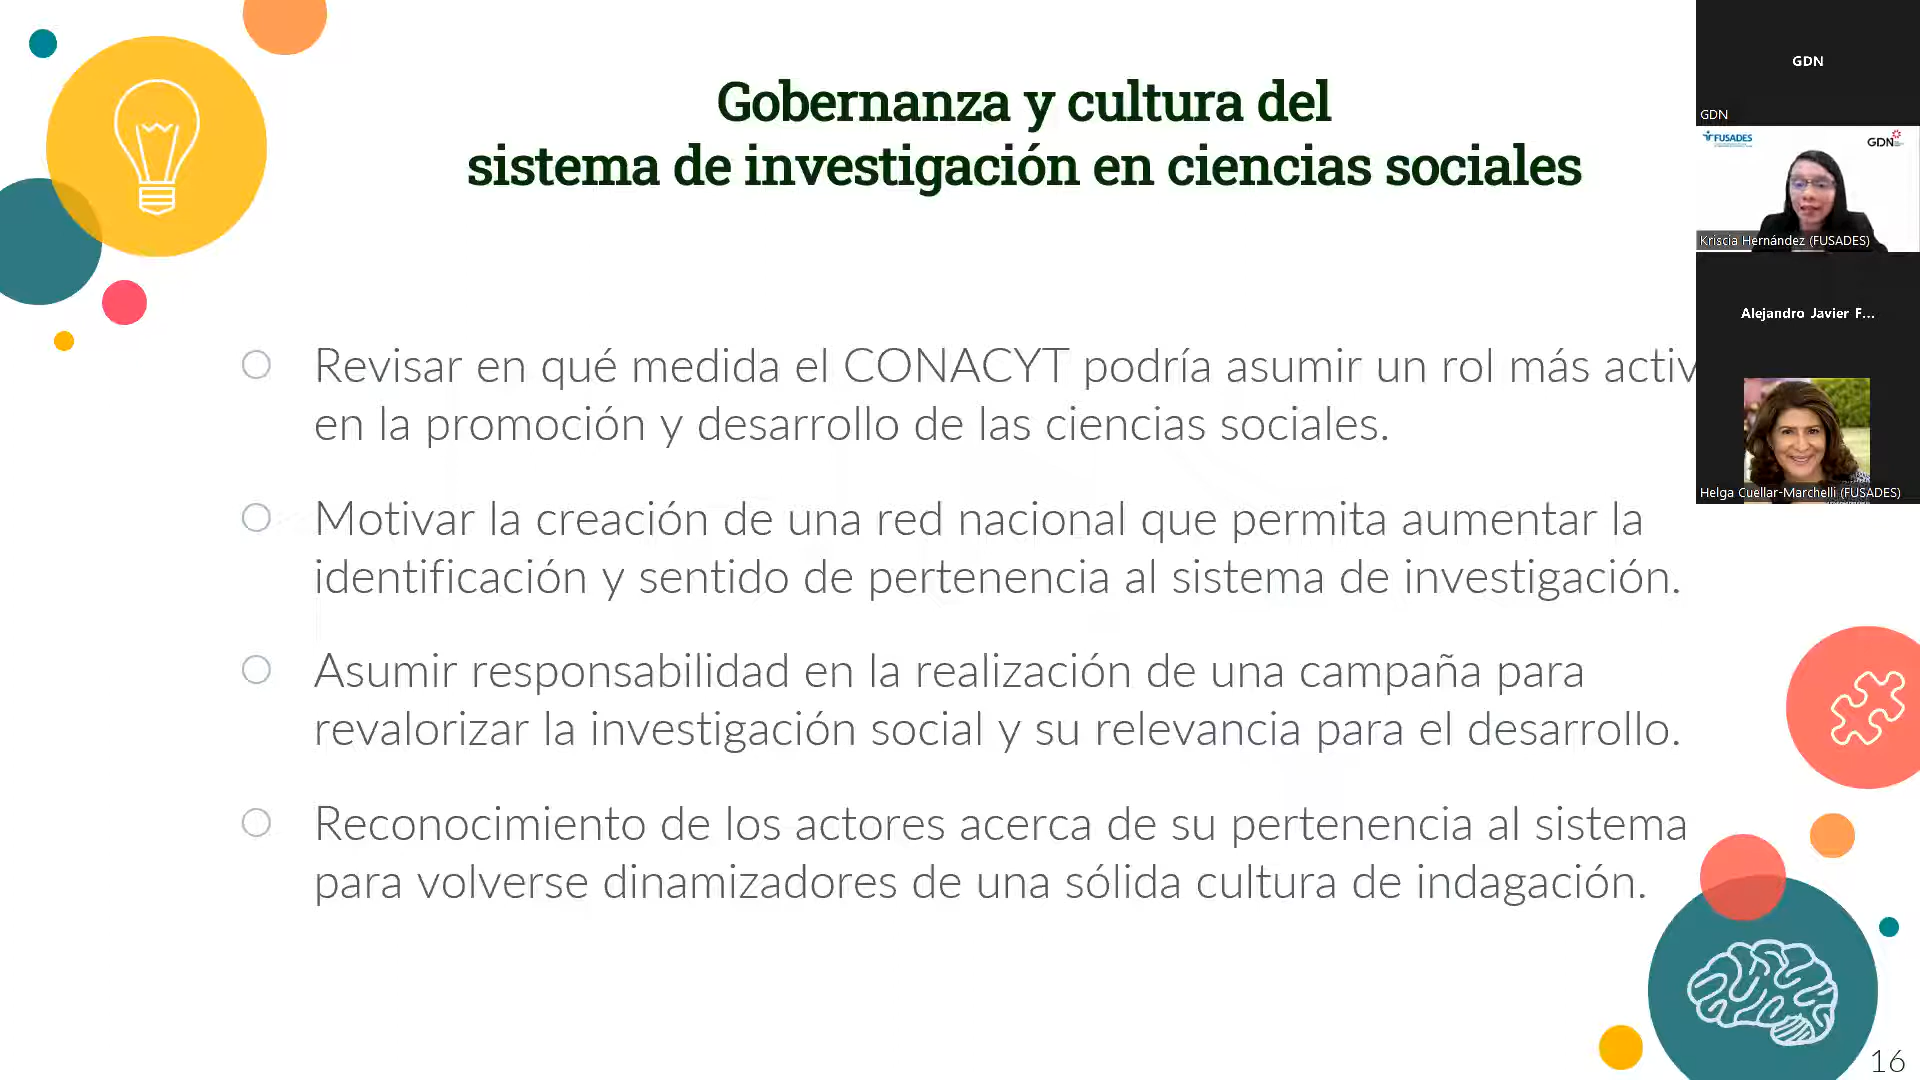 Gobernanza y cultura del
sistema de investigación en ciencias sociales
Revisar en qué medida el CONACYT podría asumir un rol más activ
en la promoción y desarrollo de las ciencias sociales.
Motivar la creación de una red nacional que permita aumentar la
identificación y sentido de pertenencia al sistema de investigación.
Asumir responsabilidad en la realización de una campaña para
revalorizar la investigación social y su relevancia para el desarrollo.
Reconocimiento de los actores acerca de su pertenencia al sistema
para volverse dinamizadores de una sólida cultura de indagación.
16
GDN
GDN
FUSADES
GDN
Kriscia Hernández (FUSADES)
Alejandro Javier F...
Helga Cuellar-Marchelli (FUSADES)